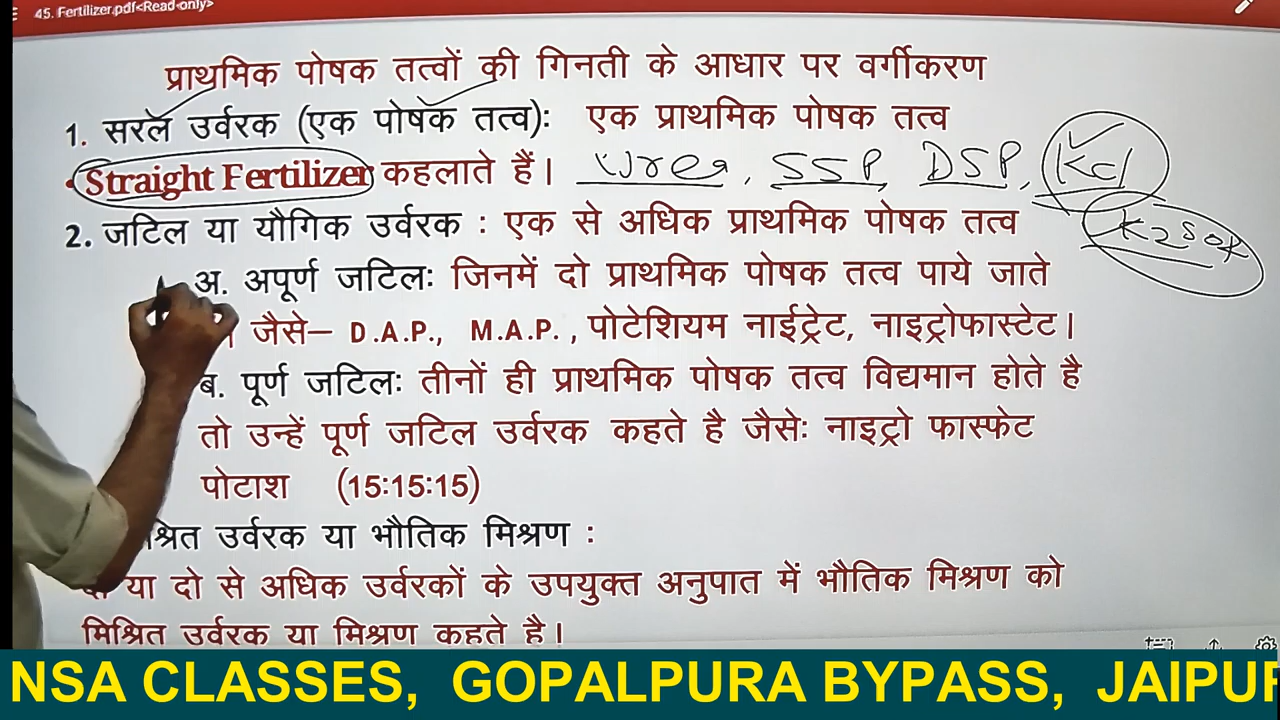 45. Fertilizer.pdf<Read-only>
प्राथमिक पोषक तत्वों की गिनती के आधार पर वर्गीकरण
1. सरल उर्वरक (एक पोषक तत्व): एक प्राथमिक पोषक तत्व
Straight Fertilizer कहलाते हैं। Urea, SSP, DSP, KCl
K2SO4
2. जटिल या यौगिक उर्वरक : एक से अधिक प्राथमिक पोषक तत्व
अ. अपूर्ण जटिलः जिनमें दो प्राथमिक पोषक तत्व पाये जाते
जैसे– D.A.P., M.A.P., पोटेशियम नाईट्रेट, नाइट्रोफास्टेट।
ब. पूर्ण जटिलः तीनों ही प्राथमिक पोषक तत्व विद्यमान होते है
तो उन्हें पूर्ण जटिल उर्वरक कहते है जैसेः नाइट्रो फास्फेट
पोटाश (15:15:15)
उर्वरक या भौतिक मिश्रण :
या दो से अधिक उर्वरकों के उपयुक्त अनुपात में भौतिक मिश्रण को
मिश्रित उर्वरक या मिश्रण कहते है।
NSA CLASSES, GOPALPURA BYPASS, JAIPUR